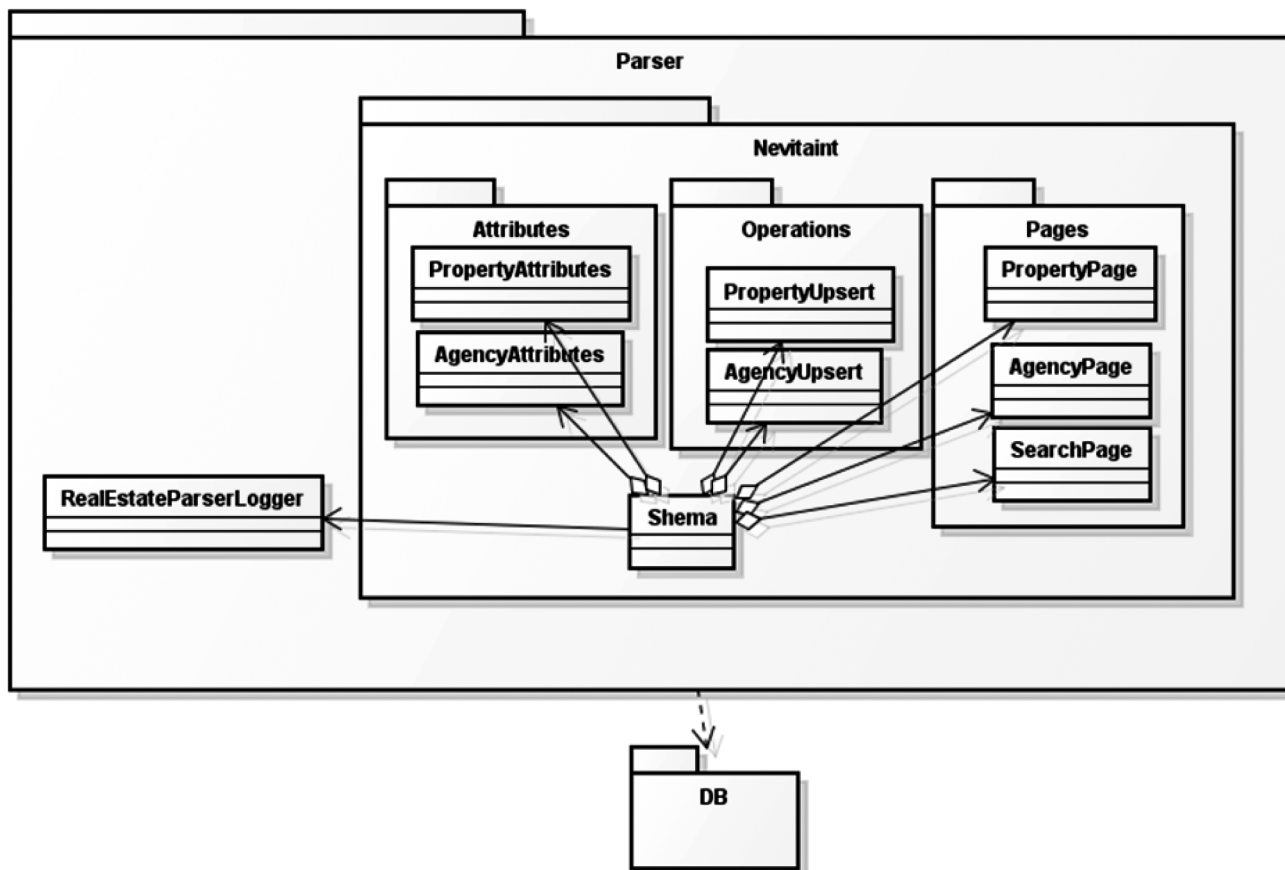 Parser
Nevitaint
Attributes
Operations
Pages
PropertyAttributes
PropertyUpsert
PropertyPage
AgencyAttributes
AgencyUpsert
AgencyPage
SearchPage
RealEstateParserLogger
Shema
DB